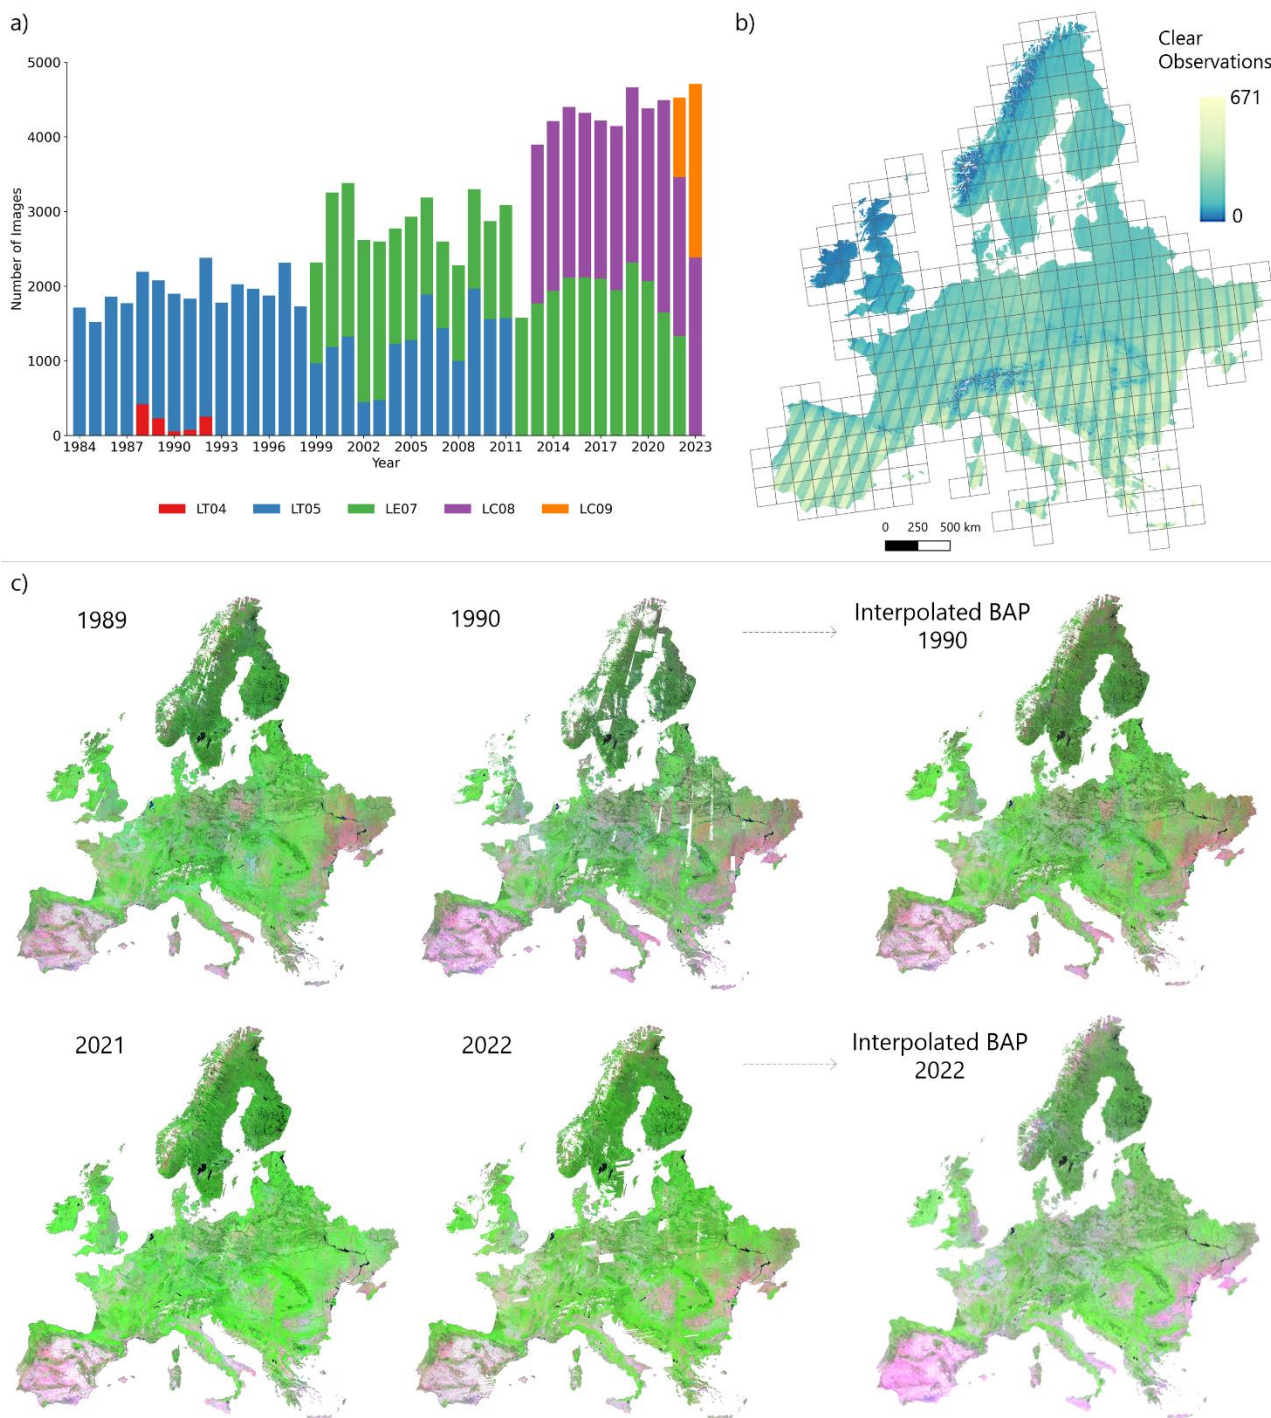 a)
5000
4000
3000
2000
1000
0
Number of Images
1984 1987 1990 1993 1996 1999 2002 2005 2008 2011 2014 2017 2020 2023
Year
LT04 LT05 LE07 LC08 LC09
b)
Clear
Observations
671
0
0 250 500 km
c)
1989
1990
Interpolated BAP
1990
2021
2022
Interpolated BAP
2022